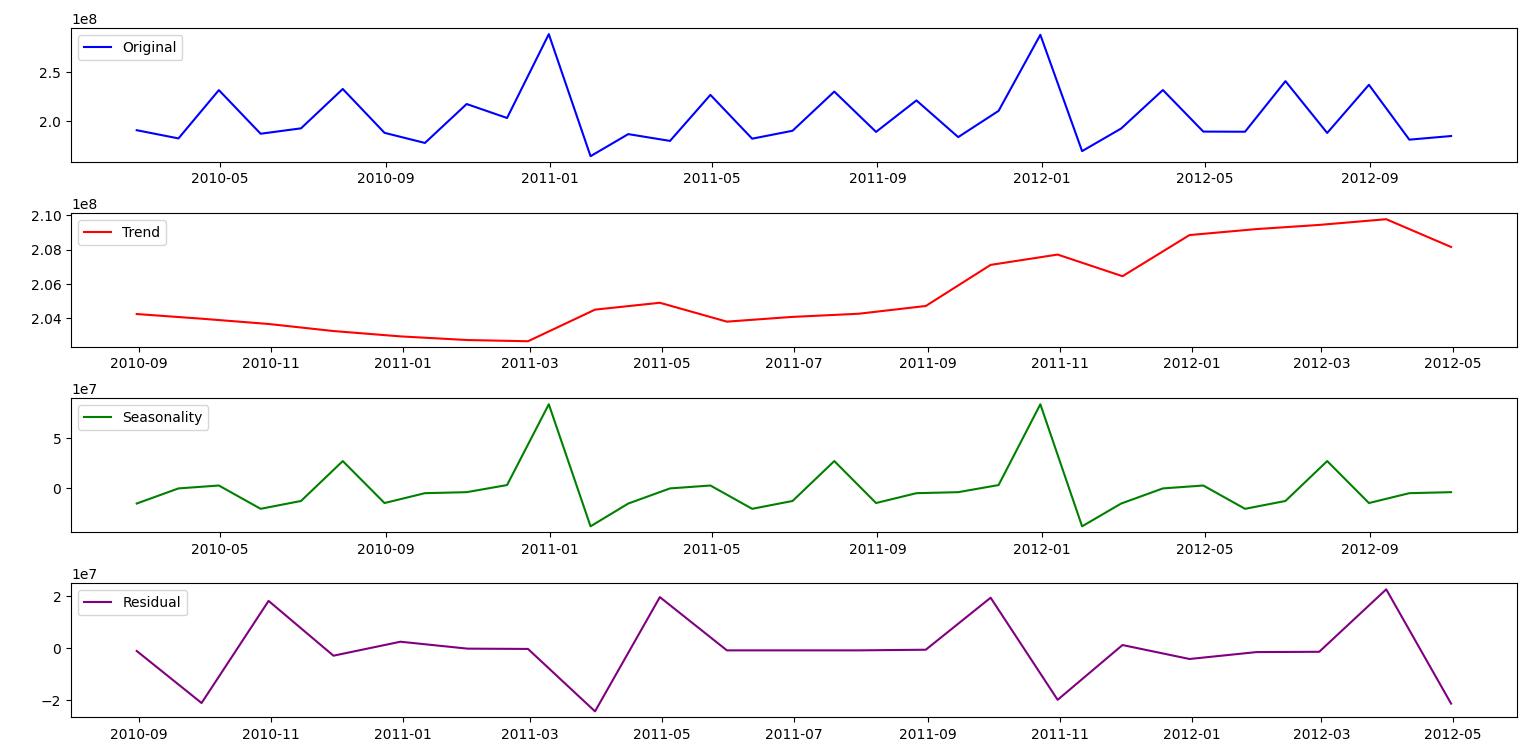 1e8
Original
2.5
2.0
2010-05 2010-09 2011-01 2011-05 2011-09 2012-01 2012-05 2012-09
1e8
2.10
Trend
2.08
2.06
2.04
2010-09 2010-11 2011-01 2011-03 2011-05 2011-07 2011-09 2011-11 2012-01 2012-03 2012-05
1e7
Seasonality
5
0
2010-05 2010-09 2011-01 2011-05 2011-09 2012-01 2012-05 2012-09
1e7
2
Residual
0
−2
2010-09 2010-11 2011-01 2011-03 2011-05 2011-07 2011-09 2011-11 2012-01 2012-03 2012-05